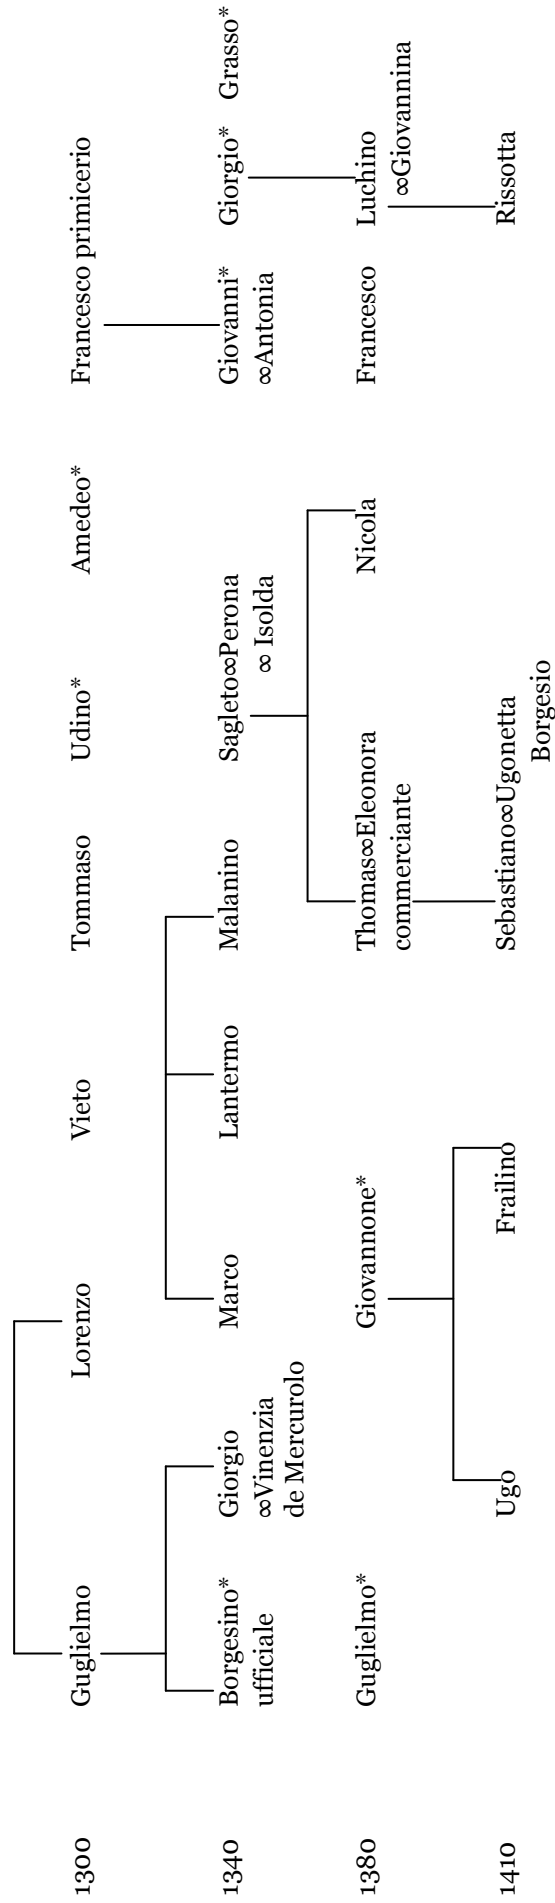 1300
Guglielmo
Lorenzo
Vieto
Tommaso
Udino*
Amedeo*
Francesco primicerio
1340
Borgesino*
ufficiale
Giorgio
∞Vinenzia
de Mercurolo
Marco
Lantermo
Malanino
Sagleto∞Perona
∞ Isolda
Giovanni*
∞Antonia
Giorgio*
Grasso*
1380
Guglielmo*
Giovannone*
Thomas∞Eleonora
commerciante
Nicola
Francesco
Luchino
∞Giovannina
1410
Ugo
Frailino
Sebastiano∞Ugonetta
Borgesio
Rissotta